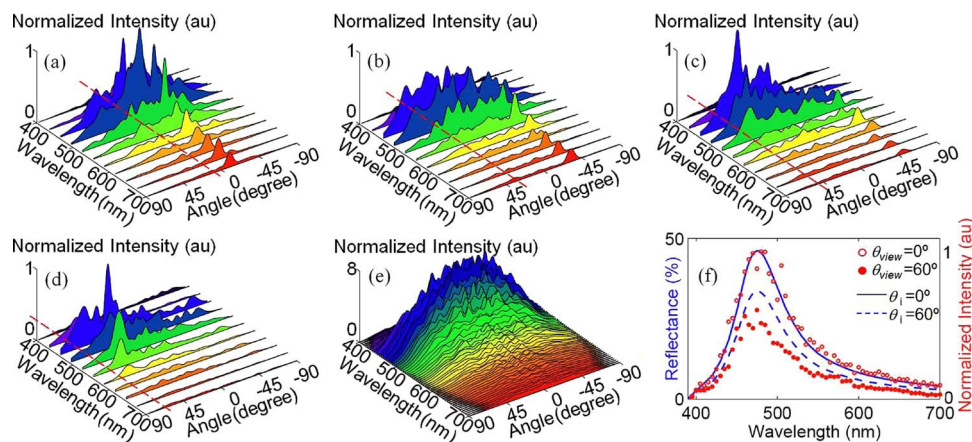 Normalized Intensity (au)
1
0
(a)
400
500
600
700
Wavelength(nm)
90
45
0
-45
-90
Angle(degree)
Normalized Intensity (au)
1
0
(b)
400
500
600
700
Wavelength(nm)
90
45
0
-45
-90
Angle(degree)
Normalized Intensity (au)
1
0
(c)
400
500
600
700
Wavelength(nm)
90
45
0
-45
-90
Angle(degree)
Normalized Intensity (au)
1
0
(d)
400
500
600
700
Wavelength(nm)
90
45
0
-45
-90
Angle(degree)
Normalized Intensity (au)
8
0
(e)
400
500
600
700
Wavelength(nm)
90
45
0
-45
-90
Angle(degree)
50
0
Reflectance (%)
(f)
θview=0º
θview=60º
θi=0º
θi=60º
1
0
Normalized Intensity (au)
400
500
600
700
Wavelength (nm)